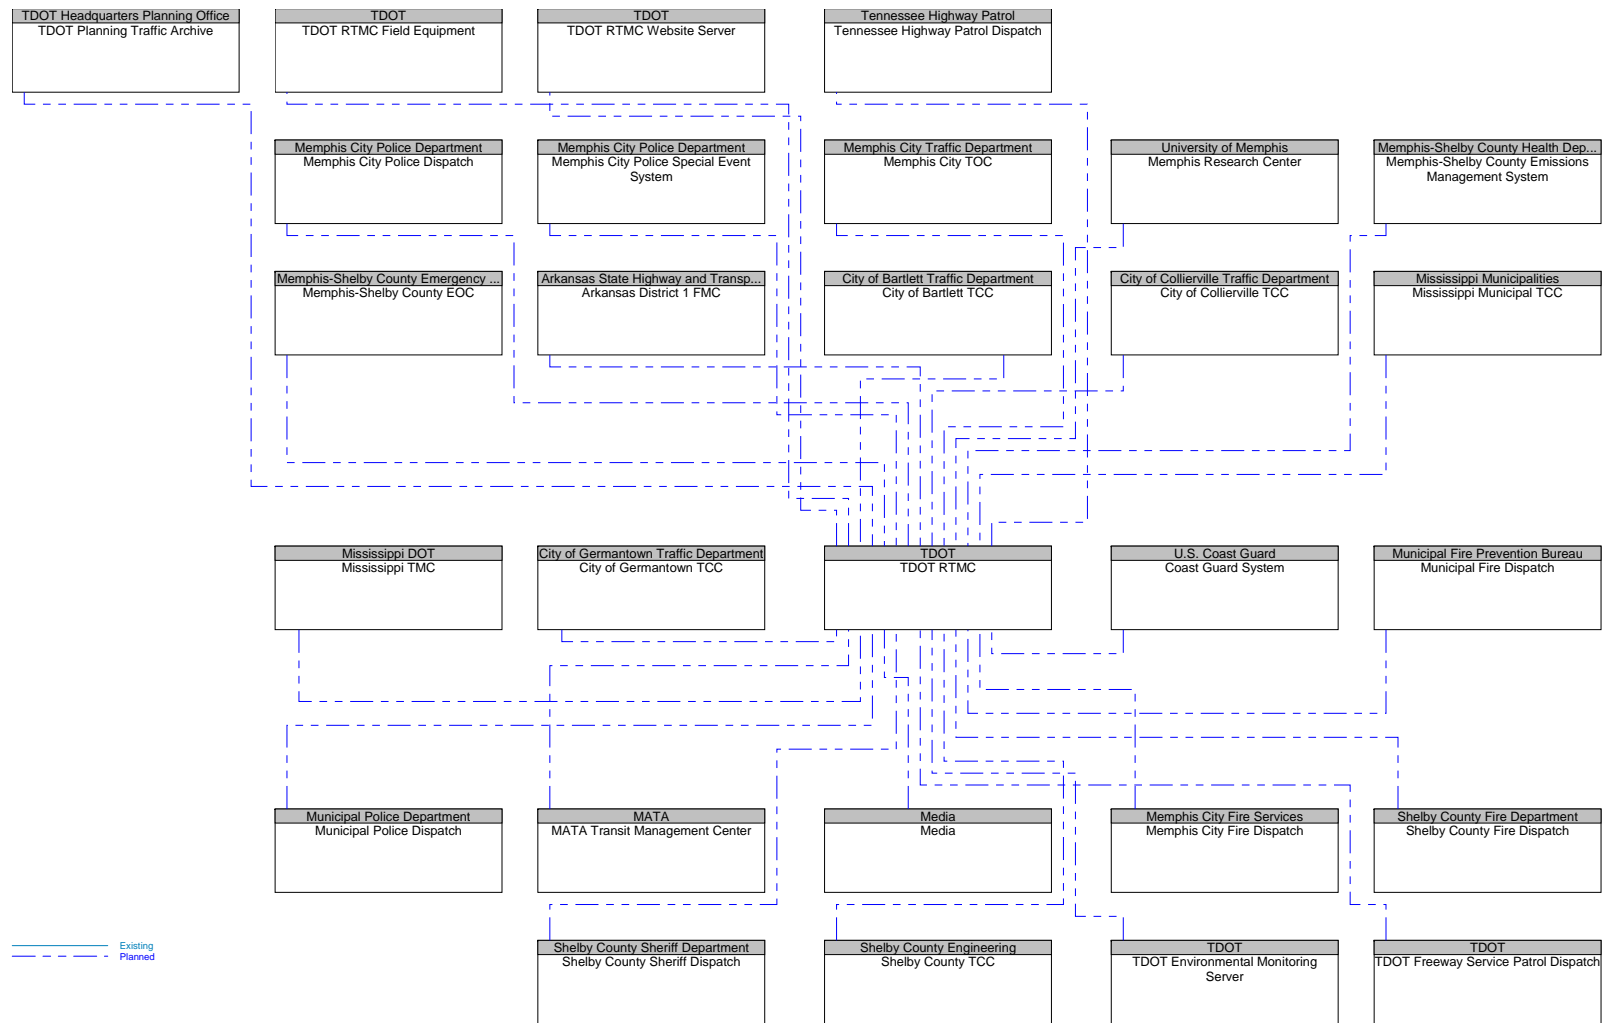 TDOT Headquarters Planning Office
TDOT Planning Traffic Archive
TDOT
TDOT RTMC Field Equipment
TDOT
TDOT RTMC Website Server
Tennessee Highway Patrol
Tennessee Highway Patrol Dispatch
Memphis City Police Department
Memphis City Police Dispatch
Memphis City Police Department
Memphis City Police Special Event
System
Memphis City Traffic Department
Memphis City TOC
University of Memphis
Memphis Research Center
Memphis-Shelby County Health Dep...
Memphis-Shelby County Emissions
Management System
Memphis-Shelby County Emergency ...
Memphis-Shelby County EOC
Arkansas State Highway and Transp...
Arkansas District 1 FMC
City of Bartlett Traffic Department
City of Bartlett TCC
City of Collierville Traffic Department
City of Collierville TCC
Mississippi Municipalities
Mississippi Municipal TCC
Mississippi DOT
Mississippi TMC
City of Germantown Traffic Department
City of Germantown TCC
TDOT
TDOT RTMC
U.S. Coast Guard
Coast Guard System
Municipal Fire Prevention Bureau
Municipal Fire Dispatch
Municipal Police Department
Municipal Police Dispatch
MATA
MATA Transit Management Center
Media
Media
Memphis City Fire Services
Memphis City Fire Dispatch
Shelby County Fire Department
Shelby County Fire Dispatch
Shelby County Sheriff Department
Shelby County Sheriff Dispatch
Shelby County Engineering
Shelby County TCC
TDOT
TDOT Environmental Monitoring
Server
TDOT
TDOT Freeway Service Patrol Dispatch
Existing
Planned